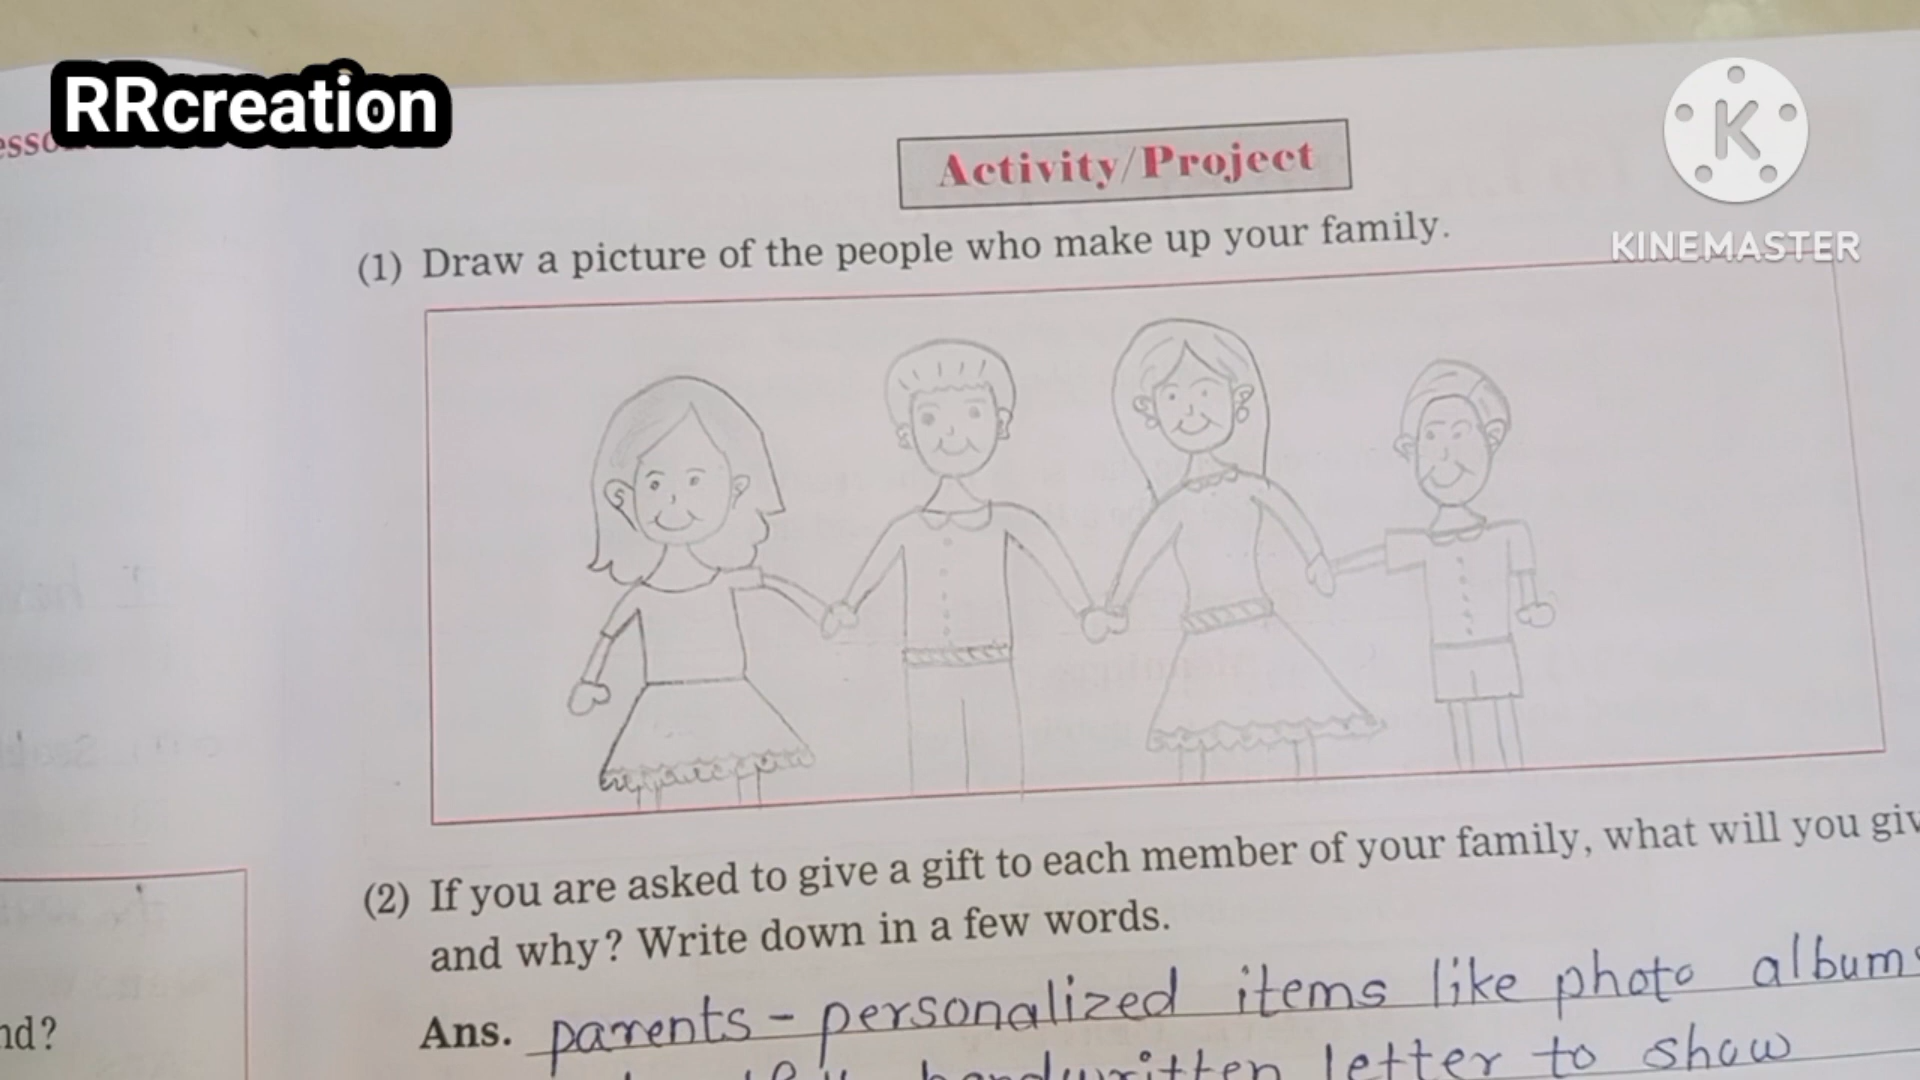 RRcreation
KINEMASTER
Activity/Project
(1) Draw a picture of the people who make up your family.
(2) If you are asked to give a gift to each member of your family, what will you giv
and why? Write down in a few words.
Ans. parents - personalized items like photo albums
handwritten letter to show
nd?